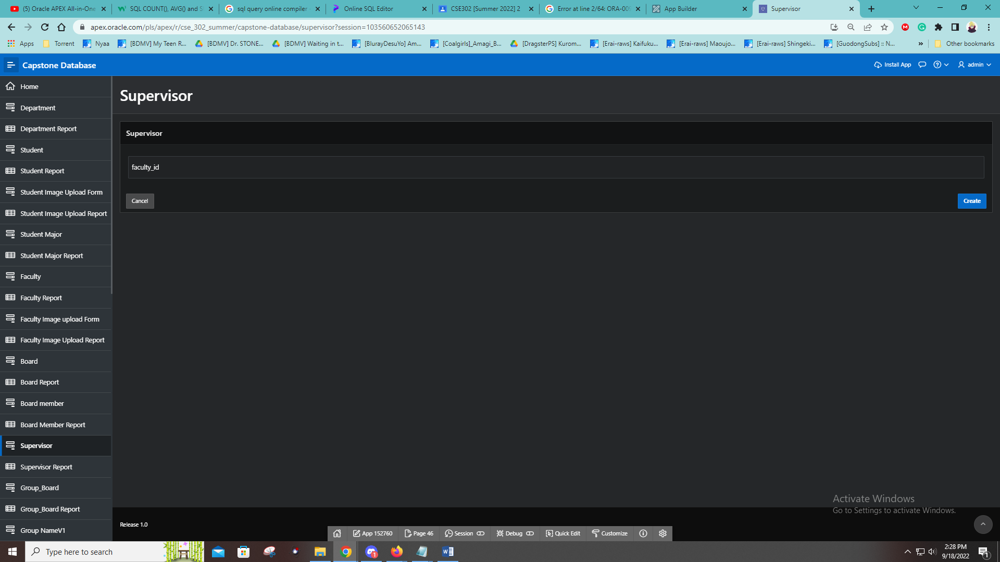 (5) Oracle APEX All-in-One
SQL COUNT(), AVG() and S
sql query online compiler
Online SQL Editor
CSE302 [Summer 2022] 2
Error at line 2/64: ORA-009
App Builder
Supervisor
apex.oracle.com/pls/apex/r/cse_302_summer/capstone-database/supervisor?session=103560652065143
Apps
Torrent
Nyaa
[BDMV] My Teen R...
[BDMV] Dr. STONE...
[BDMV] Waiting in t...
[BlurayDesuYo] Am...
[Coalgirls]_Amagi_B...
[DragsterPS] Kurom...
[Erai-raws] Kaifuku...
[Erai-raws] Maoujo...
[Erai-raws] Shingeki...
[GuodongSubs] :: N...
»
Other bookmarks
Capstone Database
Install App
admin
Home
Department
Department Report
Student
Student Report
Student Image Upload Form
Student Image Upload Report
Student Major
Student Major Report
Faculty
Faculty Report
Faculty Image upload Form
Faculty Image Upload Report
Board
Board Report
Board member
Board Member Report
Supervisor
Supervisor Report
Group_Board
Group_Board Report
Group NameV1
Supervisor
Supervisor
faculty_id
Cancel
Create
Activate Windows
Go to Settings to activate Windows.
Release 1.0
App 152760
Page 46
Session
Debug
Quick Edit
Customize
Type here to search
1
2:28 PM
9/18/2022
1